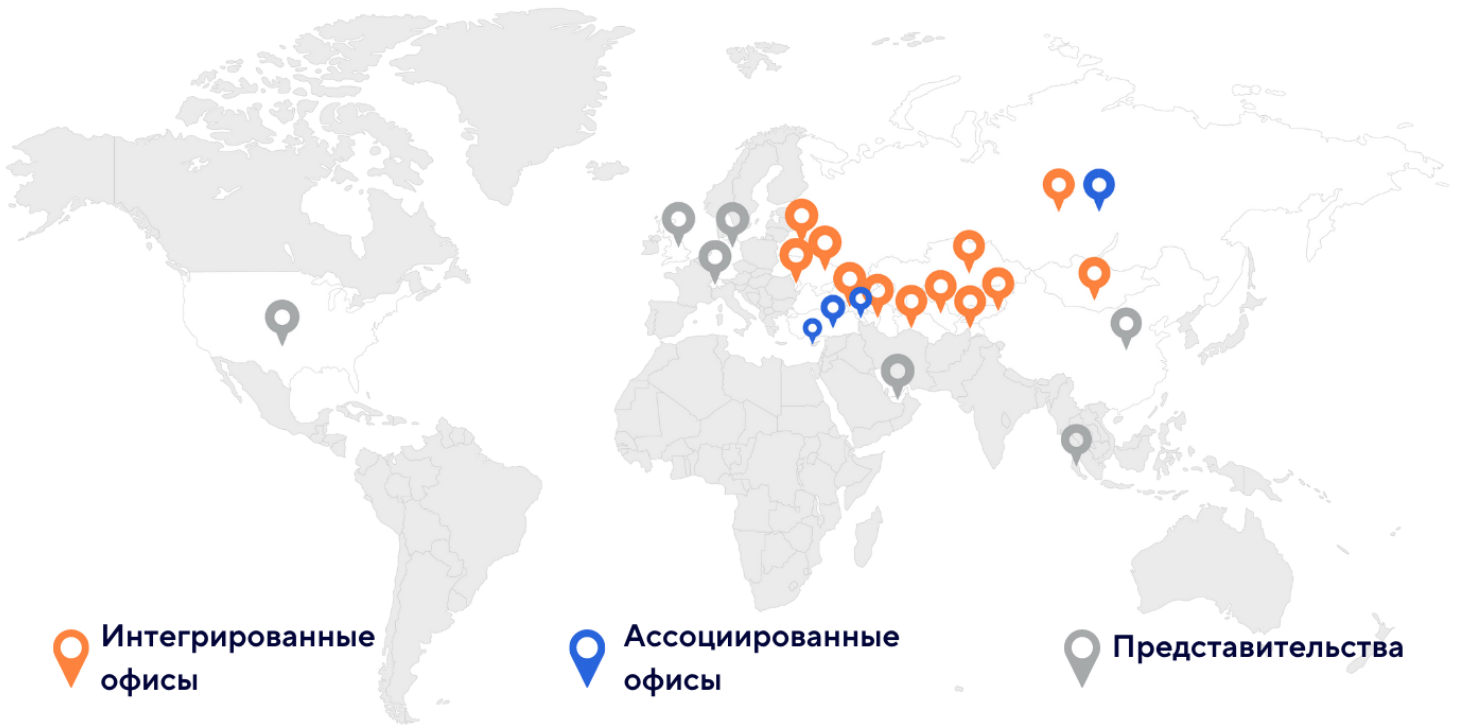 Интегрированные
офисы
Ассоциированные
офисы
Представительства